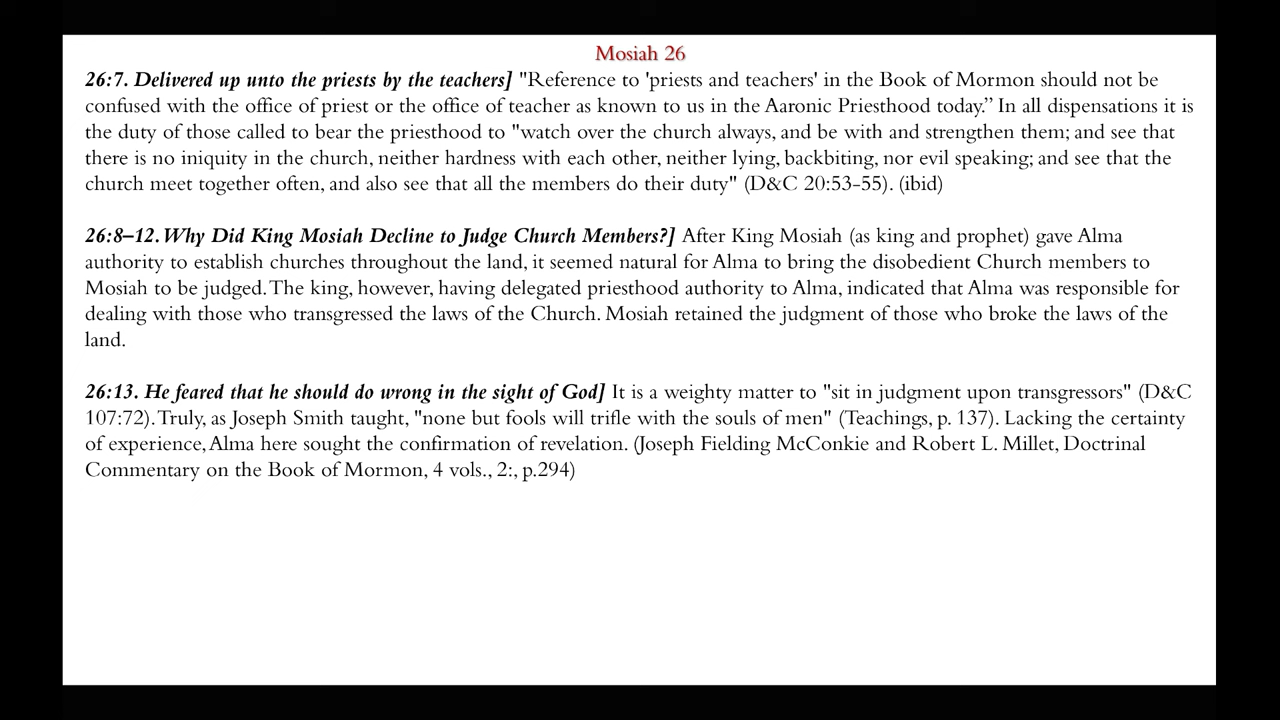 Mosiah 26
26:7. Delivered up unto the priests by the teachers] "Reference to 'priests and teachers' in the Book of Mormon should not be
confused with the office of priest or the office of teacher as known to us in the Aaronic Priesthood today.” In all dispensations it is
the duty of those called to bear the priesthood to "watch over the church always, and be with and strengthen them; and see that
there is no iniquity in the church, neither hardness with each other, neither lying, backbiting, nor evil speaking; and see that the
church meet together often, and also see that all the members do their duty" (D&C 20:53-55). (ibid)
26:8–12. Why Did King Mosiah Decline to Judge Church Members?] After King Mosiah (as king and prophet) gave Alma
authority to establish churches throughout the land, it seemed natural for Alma to bring the disobedient Church members to
Mosiah to be judged. The king, however, having delegated priesthood authority to Alma, indicated that Alma was responsible for
dealing with those who transgressed the laws of the Church. Mosiah retained the judgment of those who broke the laws of the
land.
26:13. He feared that he should do wrong in the sight of God] It is a weighty matter to "sit in judgment upon transgressors" (D&C
107:72). Truly, as Joseph Smith taught, "none but fools will trifle with the souls of men" (Teachings, p. 137). Lacking the certainty
of experience, Alma here sought the confirmation of revelation. (Joseph Fielding McConkie and Robert L. Millet, Doctrinal
Commentary on the Book of Mormon, 4 vols., 2:, p.294)